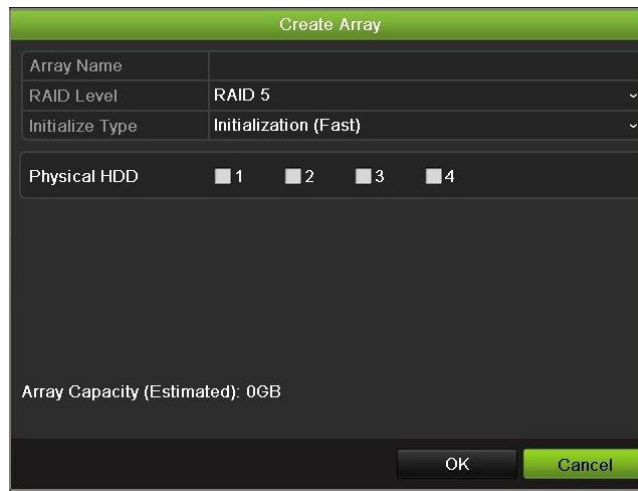 Create Array
Array Name
RAID Level RAID 5
Initialize Type Initialization (Fast)
Physical HDD 1 2 3 4
Array Capacity (Estimated): 0GB
OK Cancel